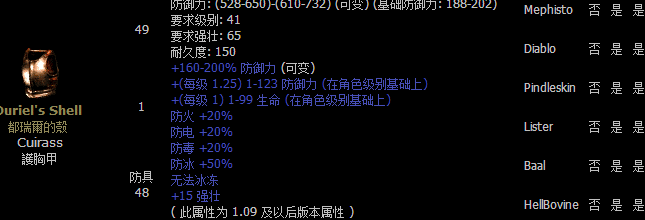 防御力: (528-650)-(610-732) (可变) (基础防御力: 188-202)
49
要求级别: 41
要求强壮: 65
耐久度: 150
+160-200% 防御力 (可变)
+(每级 1.25) 1-123 防御力 (在角色级别基础上)
Duriel's Shell
1
+(每级 1) 1-99 生命 (在角色级别基础上)
都瑞爾的殼
防火 +20%
Cuirass
防电 +20%
護胸甲
防毒 +20%
防冰 +50%
防具
48
无法冰冻
+15 强壮
( 此属性为 1.09 及以后版本属性 )
Mephisto 否 是 是
Diablo 否 是 是
Pindleskin 否 是 是
Lister 否 是 是
Baal 否 是 是
HellBovine 否 是 是